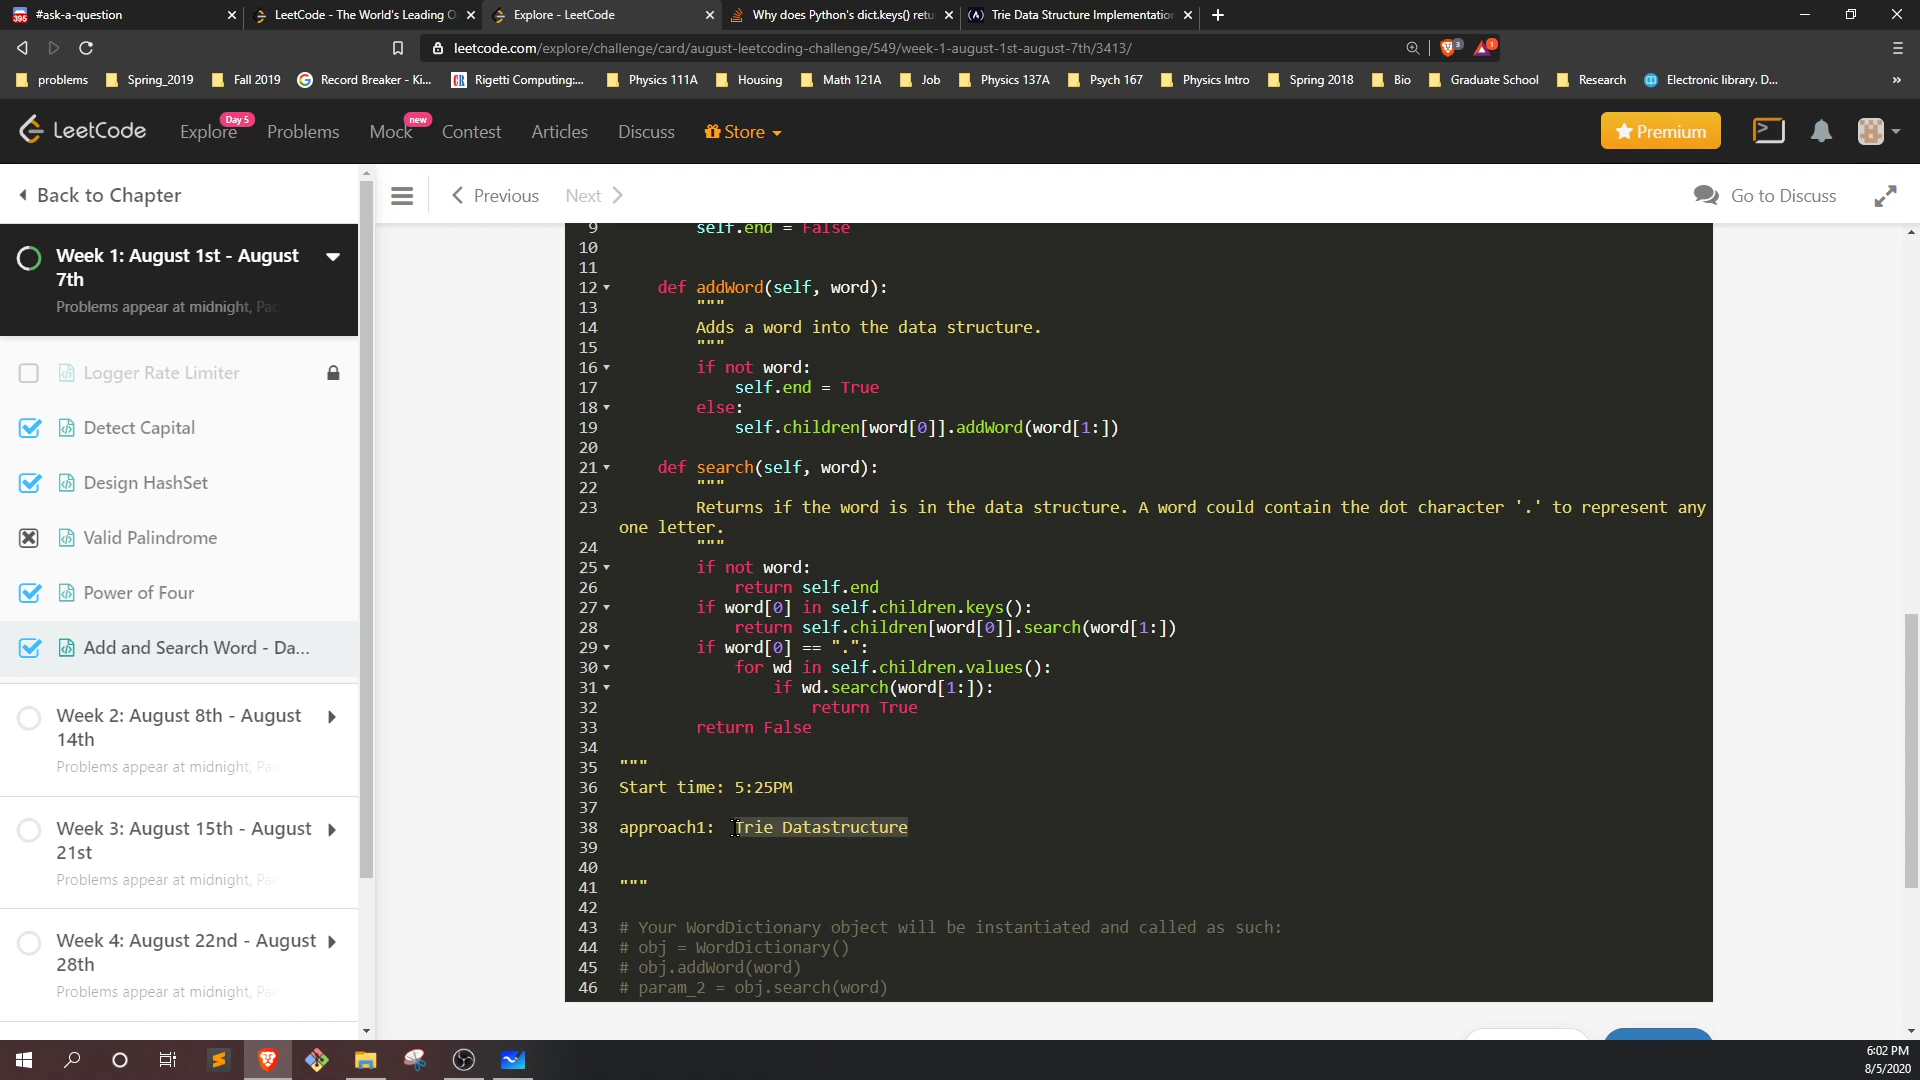 #ask-a-question
LeetCode - The World's Leading O
Explore - LeetCode
Why does Python's dict.keys() retu
Trie Data Structure Implementation
leetcode.com/explore/challenge/card/august-leetcoding-challenge/549/week-1-august-1st-august-7th/3413/
problems Spring_2019 Fall 2019 Record Breaker - Ki... Rigetti Computing:... Physics 111A Housing Math 121A Job Physics 137A Psych 167 Physics Intro Spring 2018 Bio Graduate School Research Electronic library. D... »
LeetCode Explore Day 5 Problems Mock new Contest Articles Discuss Store Premium
Back to Chapter
Previous Next Go to Discuss
Week 1: August 1st - August
7th
Problems appear at midnight, Pac
Logger Rate Limiter
Detect Capital
Design HashSet
Valid Palindrome
Power of Four
Add and Search Word - Da...
Week 2: August 8th - August
14th
Problems appear at midnight, Pac
Week 3: August 15th - August
21st
Problems appear at midnight, Pac
Week 4: August 22nd - August
28th
Problems appear at midnight, Pac
9 self.end = False
10
11
12 def addWord(self, word):
13 """
14 Adds a word into the data structure.
15 """
16 if not word:
17 self.end = True
18 else:
19 self.children[word[0]].addWord(word[1:])
20
21 def search(self, word):
22 """
23 Returns if the word is in the data structure. A word could contain the dot character '.' to represent any
one letter.
24 """
25 if not word:
26 return self.end
27 if word[0] in self.children.keys():
28 return self.children[word[0]].search(word[1:])
29 if word[0] == ".":
30 for wd in self.children.values():
31 if wd.search(word[1:]):
32 return True
33 return False
34
35 """
36 Start time: 5:25PM
37
38 approach1: Trie Datastructure
39
40
41 """
42
43 # Your WordDictionary object will be instantiated and called as such:
44 # obj = WordDictionary()
45 # obj.addWord(word)
46 # param_2 = obj.search(word)
6:02 PM
8/5/2020